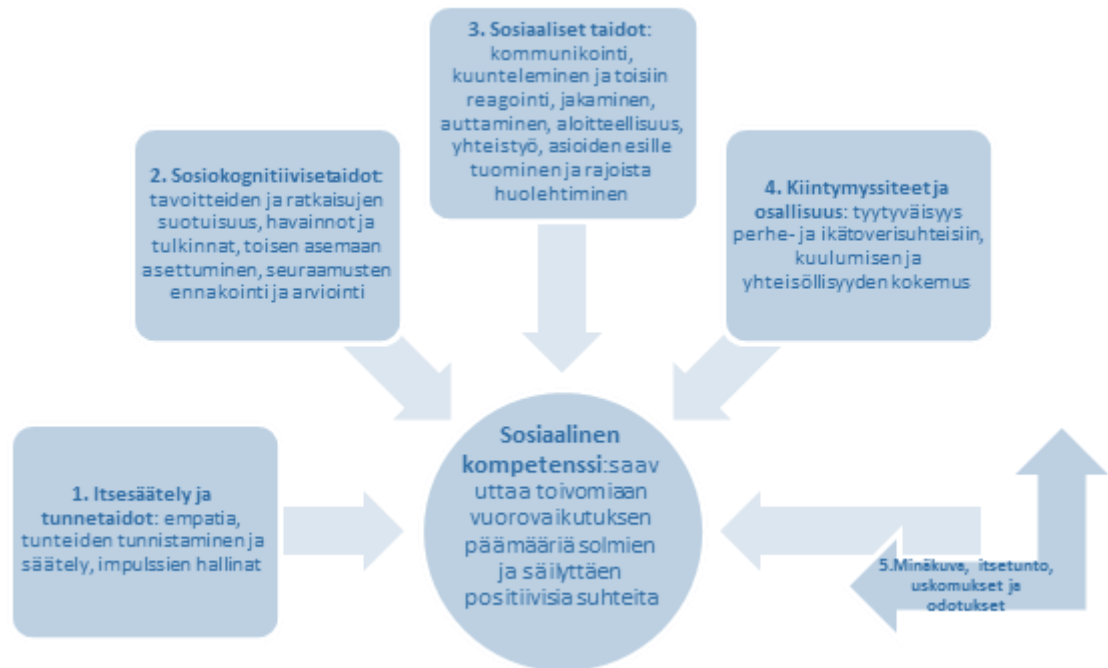 3. Sosiaaliset taidot:
kommunikointi,
kuunteleminen ja toisiin
reagointi, jakaminen,
auttaminen, aloitteellisuus,
yhteistyö, asioiden esille
tuominen ja rajoista
huolehtiminen
2. Sosiokognitiivisetaidot:
tavoitteiden ja ratkaisujen
suotuisuus, havainnot ja
tulkinnat, toisen asemaan
asettuminen, seuraamusten
ennakointi ja arviointi
4. Kiintymyssiteet ja
osallisuus: tyytyväisyys
perhe- ja ikätoverisuhteisiin,
kuulumisen ja
yhteisöllisyyden kokemus
1. Itsesäätely ja
tunnetaidot: empatia,
tunteiden tunnistaminen ja
säätely, impulssien hallinat
Sosiaalinen
kompetenssi:saav
uttaa toivomiaan
vuorovaikutuksen
päämääriä solmien
ja säilyttäen
positiivisia suhteita
5.Minäkuva, itsetunto,
uskomukset ja
odotukset